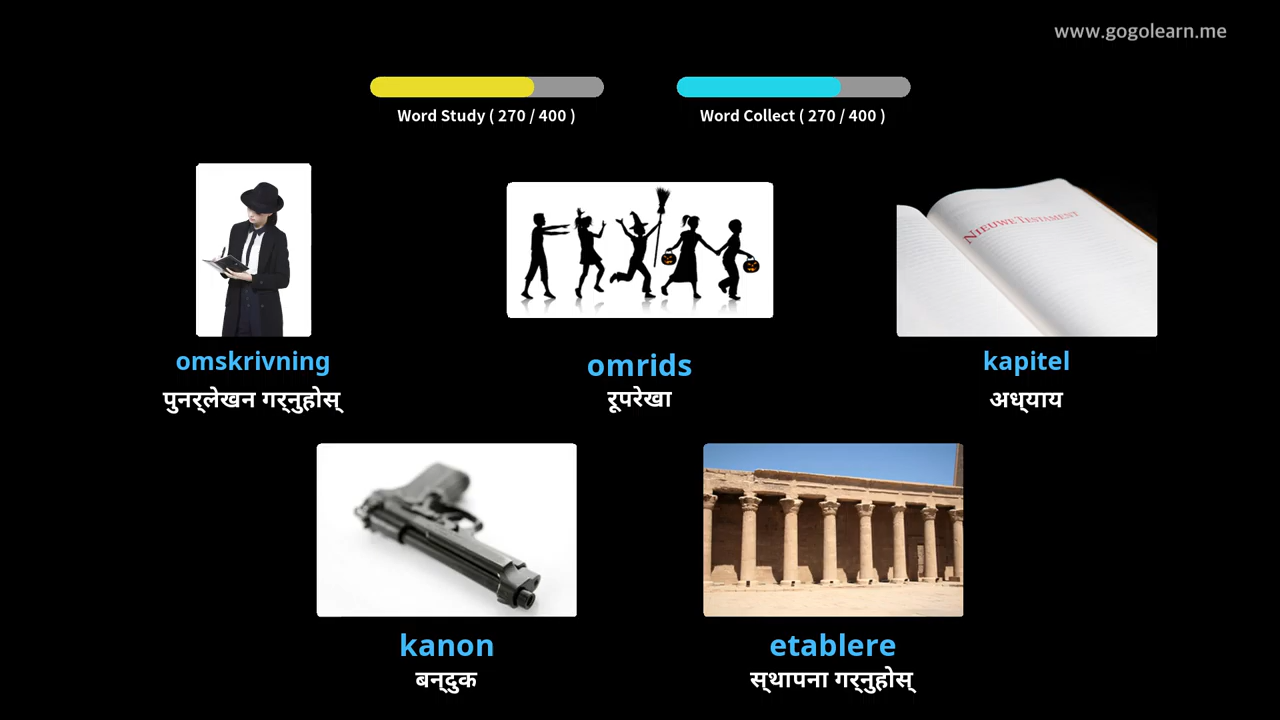 www.gogolearn.me
Word Study ( 270 / 400 )
Word Collect ( 270 / 400 )
NIEUWE TESTAMENT
omskrivning
omrids
kapitel
पुनर्लेखन गर्नुहोस्
रूपरेखा
अध्याय
kanon
etablere
बन्दुक
स्थापना गर्नुहोस्